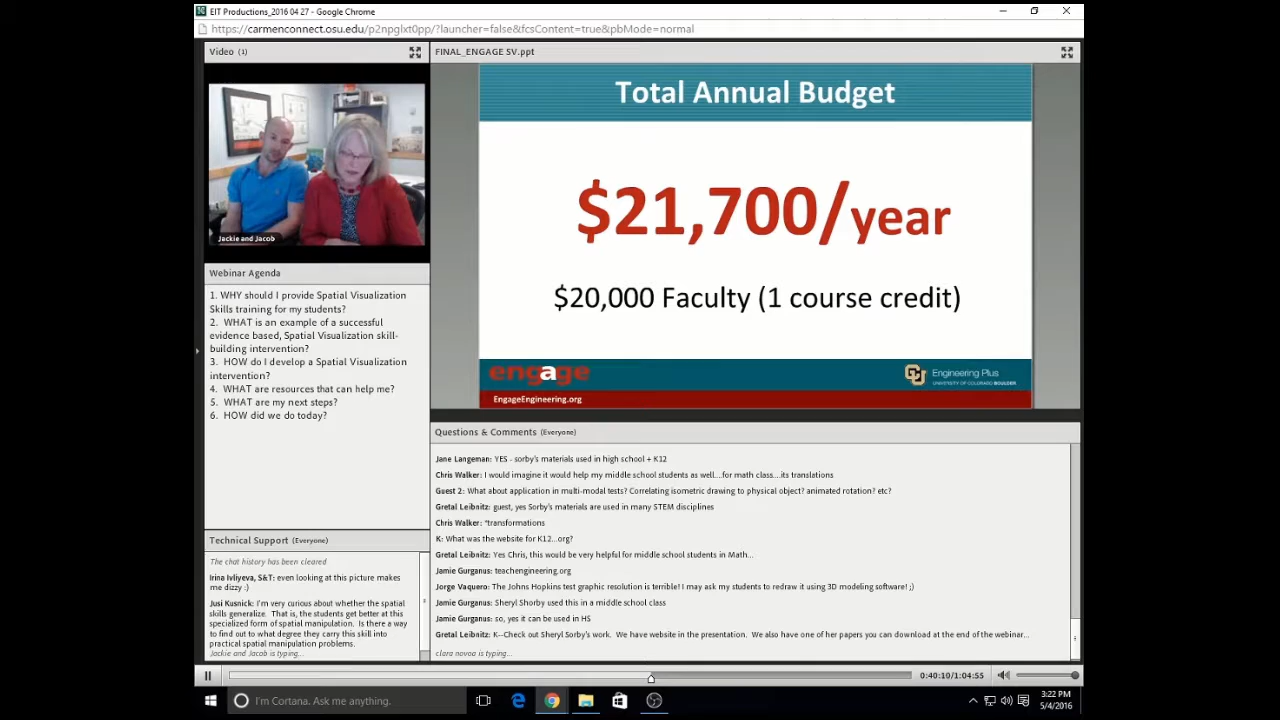 EIT Productions_2016 04 27 - Google Chrome
https://carmenconnect.osu.edu/p2npglxt0pp/?launcher=false&fcsContent=true&pbMode=normal
Video (1)
Jackie and Jacob
Webinar Agenda
1. WHY should I provide Spatial Visualization
Skills training for my students?
2.  WHAT is an example of a successful
evidence based, Spatial Visualization skill-
building intervention?
3.  HOW do I develop a Spatial Visualization
intervention?
4.  WHAT are resources that can help me?
5.  WHAT are my next steps?
6.  HOW did we do today?
Technical Support (Everyone)
The chat history has been cleared
Irina Ivliyeva, S&T: even looking at this picture makes
me dizzy :)
Jusi Kusnick: I'm very curious about whether the spatial
skills generalize.  That is, the students get better at this
specialized form of spatial manipulation.  Is there a way
to find out to what degree they carry this skill into
practical spatial manipulation problems.
Jackie and Jacob is typing...
FINAL_ENGAGE SV.ppt
Total Annual Budget
$21,700/year
$20,000 Faculty (1 course credit)
engage
Engineering Plus
UNIVERSITY OF COLORADO BOULDER
EngageEngineering.org
Questions & Comments (Everyone)
Jane Langeman: YES - sorby's materials used in high school + K12
Chris Walker: I would imagine it would help my middle school students as well....for math class....its translations
Guest 2: What about application in multi-modal tests? Correlating isometric drawing to physical object? animated rotation? etc?
Gretal Leibnitz: guest, yes Sorby's materials are used in many STEM disciplines
Chris Walker: *transformations
K: What was the website for K12...org?
Gretal Leibnitz: Yes Chris, this would be very helpful for middle school students in Math...
Jamie Gurganus: teachengineering.org
Jorge Vaquero: The Johns Hopkins test graphic resolution is terrible! I may ask my students to redraw it using 3D modeling software! ;)
Jamie Gurganus: Sheryl Shorby used this in a middle school class
Jamie Gurganus: so, yes it can be used in HS
Gretal Leibnitz: K--Check out Sheryl Sorby's work.  We have website in the presentation.  We also have one of her papers you can download at the end of the webinar...
clara novoa is typing...
0:40:10/1:04:55
I'm Cortana. Ask me anything.
3:22 PM
5/4/2016